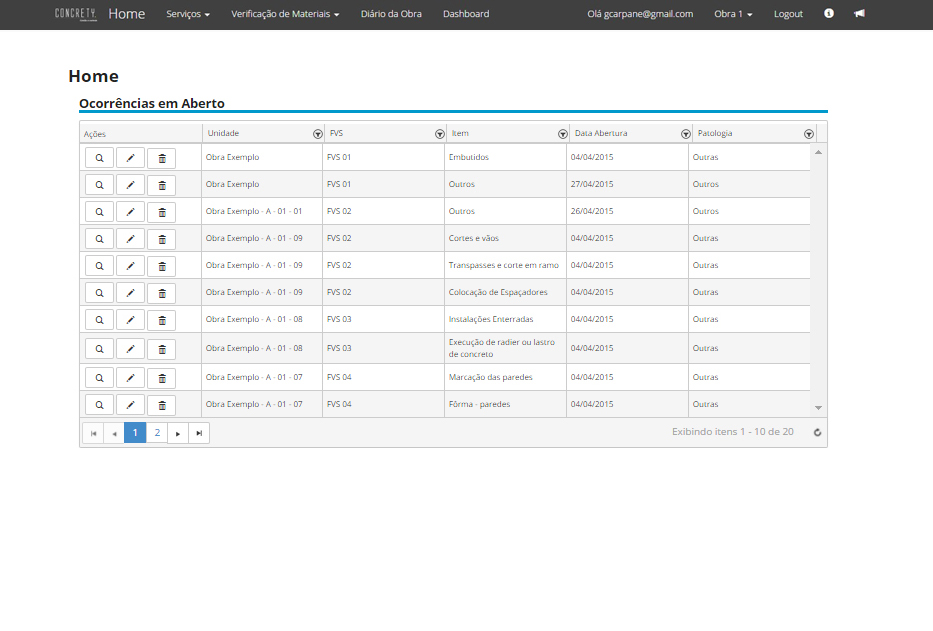 CONCRETY Home Serviços Verificação de Materiais Diário da Obra Dashboard Olá gcarpane@gmail.com Obra 1 Logout
Home
Ocorrências em Aberto
Ações Unidade FVS Item Data Abertura Patologia
Obra Exemplo FVS 01 Embutidos 04/04/2015 Outras
Obra Exemplo FVS 01 Outros 27/04/2015 Outros
Obra Exemplo - A - 01 - 01 FVS 02 Outros 26/04/2015 Outros
Obra Exemplo - A - 01 - 09 FVS 02 Cortes e vãos 04/04/2015 Outras
Obra Exemplo - A - 01 - 09 FVS 02 Transpasses e corte em ramo 04/04/2015 Outras
Obra Exemplo - A - 01 - 09 FVS 02 Colocação de Espaçadores 04/04/2015 Outras
Obra Exemplo - A - 01 - 08 FVS 03 Instalações Enterradas 04/04/2015 Outras
Obra Exemplo - A - 01 - 08 FVS 03 Execução de radier ou lastro 04/04/2015 Outras
de concreto
Obra Exemplo - A - 01 - 07 FVS 04 Marcação das paredes 04/04/2015 Outras
Obra Exemplo - A - 01 - 07 FVS 04 Fôrma - paredes 04/04/2015 Outras
1 2 Exibindo itens 1 - 10 de 20